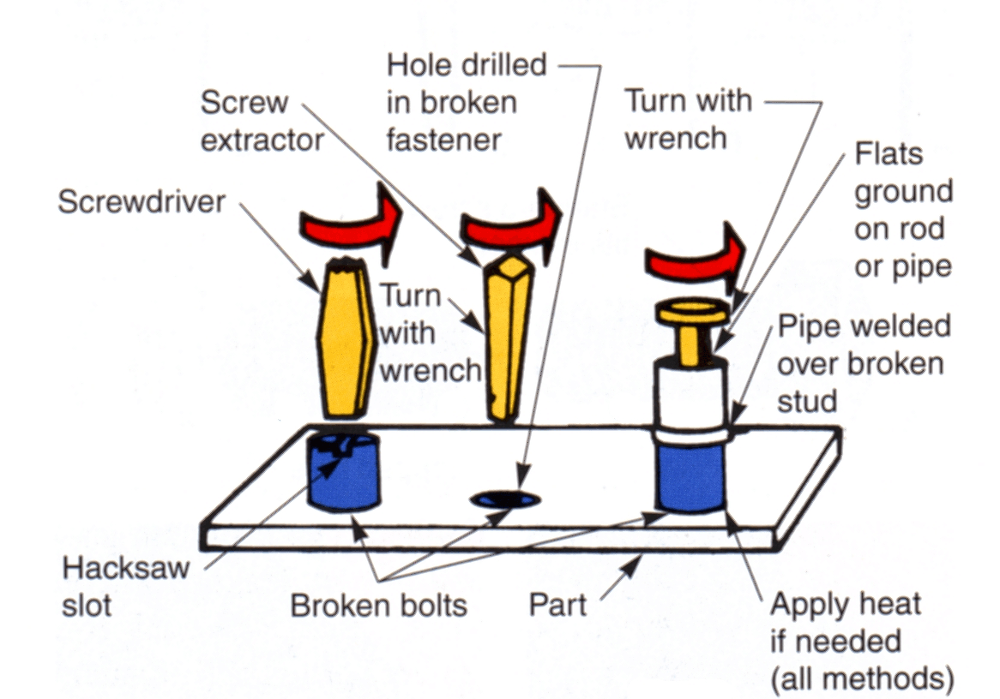 Hole drilled
in broken
fastener
Screw
extractor
Turn with
wrench
Flats
ground
on rod
or pipe
Screwdriver
Turn
with
wrench
Pipe welded
over broken
stud
Hacksaw
slot
Broken bolts
Part
Apply heat
if needed
(all methods)